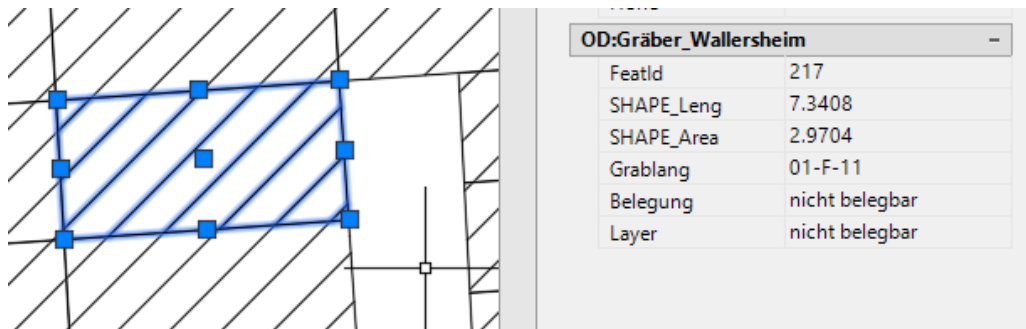 OD:Gräber_Wallersheim
FeatId 217
SHAPE_Leng 7.3408
SHAPE_Area 2.9704
Grablang 01-F-11
Belegung nicht belegbar
Layer nicht belegbar